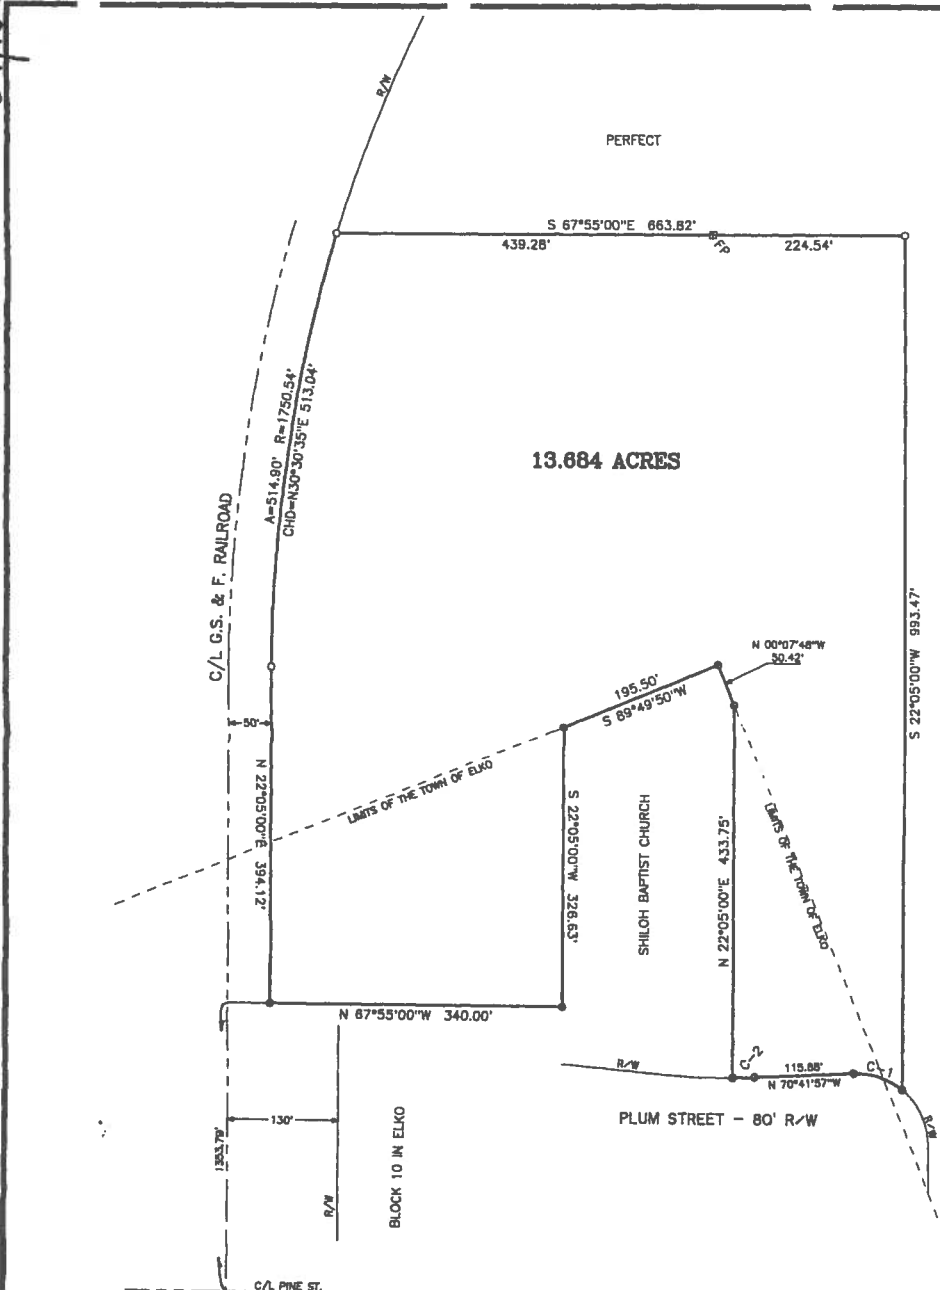 R/W
PERFECT
S 67°55'00"E 663.82'
439.28'
FP
224.54'
A=514.90' R=1750.54'
CHD=N30°30'35"E 513.04'
13.684 ACRES
C/L G.S. & F. RAILROAD
S 22°05'00"W 993.47'
N 00°07'48"W
50.42'
195.50'
S 89°49'50"W
50'
LIMITS OF THE TOWN OF ELKO
N 22°05'00"E 394.12'
S 22°05'00"W 326.63'
SHILOH BAPTIST CHURCH
N 22°05'00"E 433.75'
LIMITS OF THE TOWN OF ELKO
N 67°55'00"W 340.00'
R/W
C-2
115.88'
N 70°41'57"W
C-1
PLUM STREET - 80' R/W
R/W
130'
1353.79'
R/W
BLOCK 10 IN ELKO
C/L PINE ST.